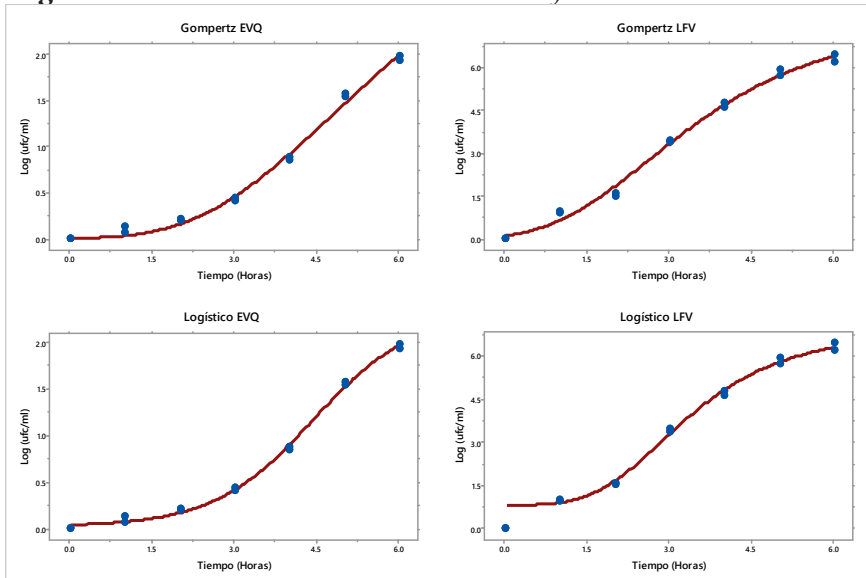 Gompertz EVQ
2.0
1.5
1.0
0.5
0.0
Log (ufc/ml)
0.0 1.5 3.0 4.5 6.0
Tiempo (Horas)
Gompertz LFV
6.0
4.5
3.0
1.5
0.0
Log (ufc/ml)
0.0 1.5 3.0 4.5 6.0
Tiempo (Horas)
Logístico EVQ
2.0
1.5
1.0
0.5
0.0
Log (ufc/ml)
0.0 1.5 3.0 4.5 6.0
Tiempo (Horas)
Logístico LFV
6.0
4.5
3.0
1.5
0.0
Log (ufc/ml)
0.0 1.5 3.0 4.5 6.0
Tiempo (Horas)